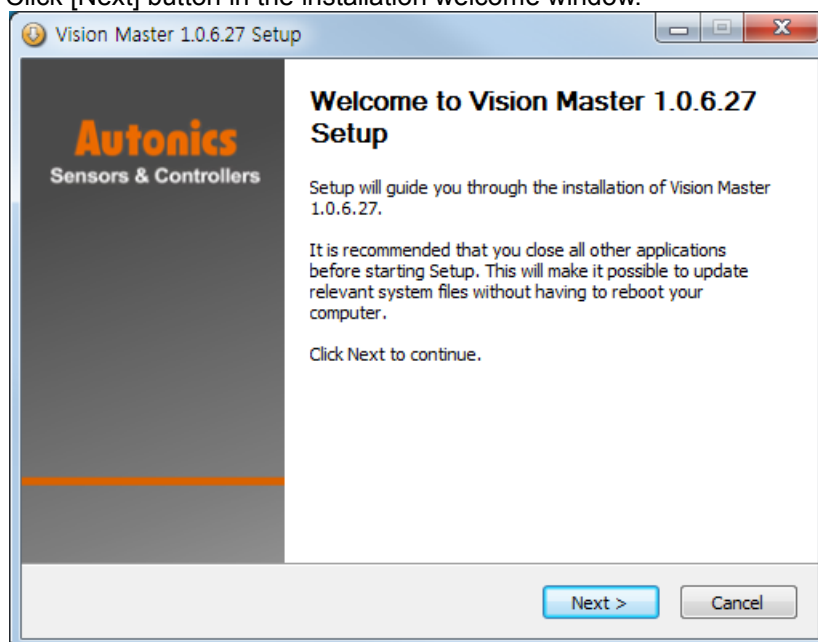 Click [Next] button in the installation welcome window.
Vision Master 1.0.6.27 Setup
Autonics
Sensors & Controllers
Welcome to Vision Master 1.0.6.27
Setup
Setup will guide you through the installation of Vision Master
1.0.6.27.
It is recommended that you close all other applications
before starting Setup. This will make it possible to update
relevant system files without having to reboot your
computer.
Click Next to continue.
Next >
Cancel